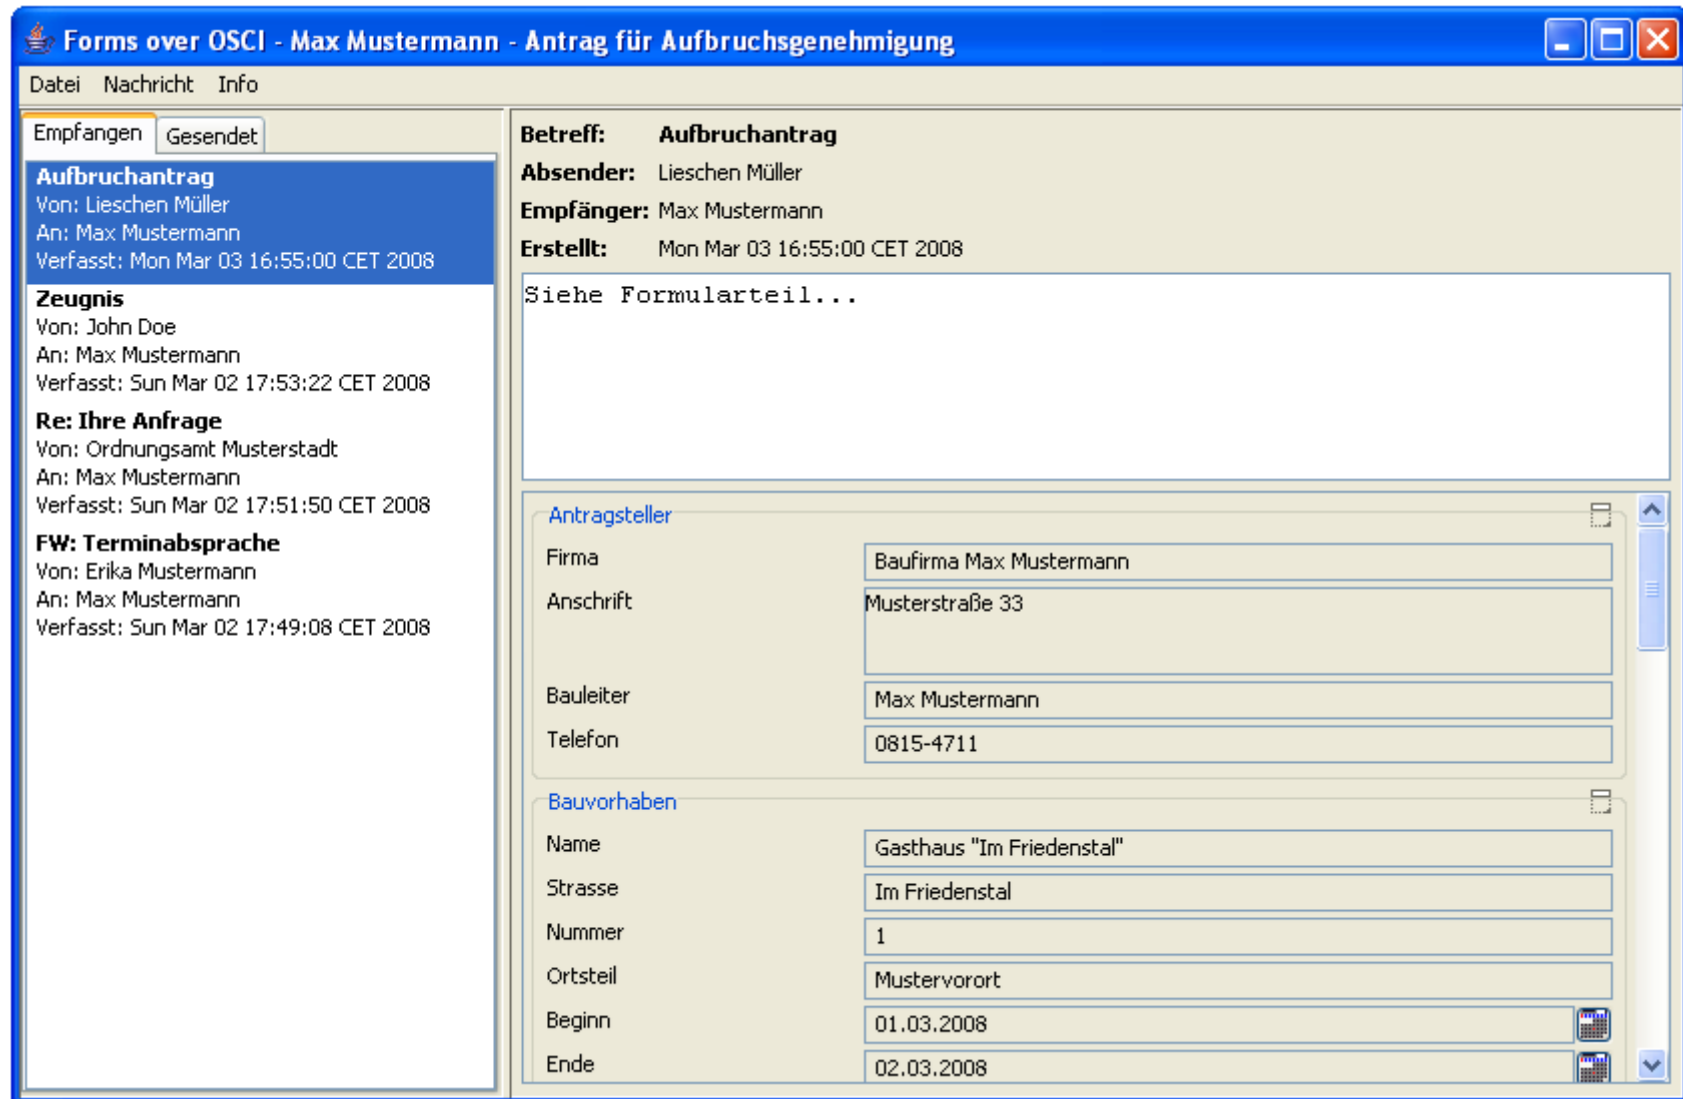 Forms over OSCI - Max Mustermann - Antrag für Aufbruchsgenehmigung
Datei Nachricht Info
Empfangen Gesendet
Aufbruchantrag
Von: Lieschen Müller
An: Max Mustermann
Verfasst: Mon Mar 03 16:55:00 CET 2008
Zeugnis
Von: John Doe
An: Max Mustermann
Verfasst: Sun Mar 02 17:53:22 CET 2008
Re: Ihre Anfrage
Von: Ordnungsamt Musterstadt
An: Max Mustermann
Verfasst: Sun Mar 02 17:51:50 CET 2008
FW: Terminabsprache
Von: Erika Mustermann
An: Max Mustermann
Verfasst: Sun Mar 02 17:49:08 CET 2008
Betreff: Aufbruchantrag
Absender: Lieschen Müller
Empfänger: Max Mustermann
Erstellt: Mon Mar 03 16:55:00 CET 2008
Siehe Formularteil...
Antragsteller
Firma Baufirma Max Mustermann
Anschrift Musterstraße 33
Bauleiter Max Mustermann
Telefon 0815-4711
Bauvorhaben
Name Gasthaus "Im Friedenstal"
Strasse Im Friedenstal
Nummer 1
Ortsteil Mustervorort
Beginn 01.03.2008
Ende 02.03.2008